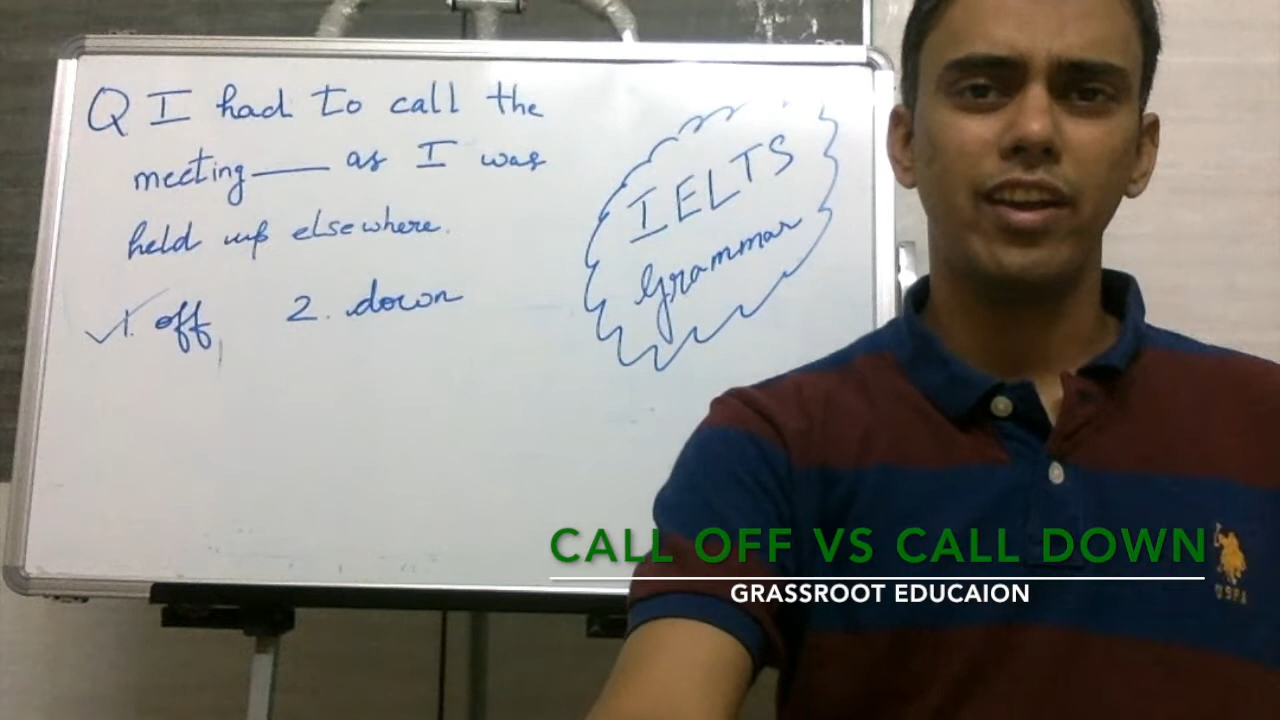 Q I had to call the
meeting ___ as I was
held up elsewhere.
1. off, 2. down
IELTS
Grammar
CALL OFF VS CALL DOWN
GRASSROOT EDUCAION
USPA